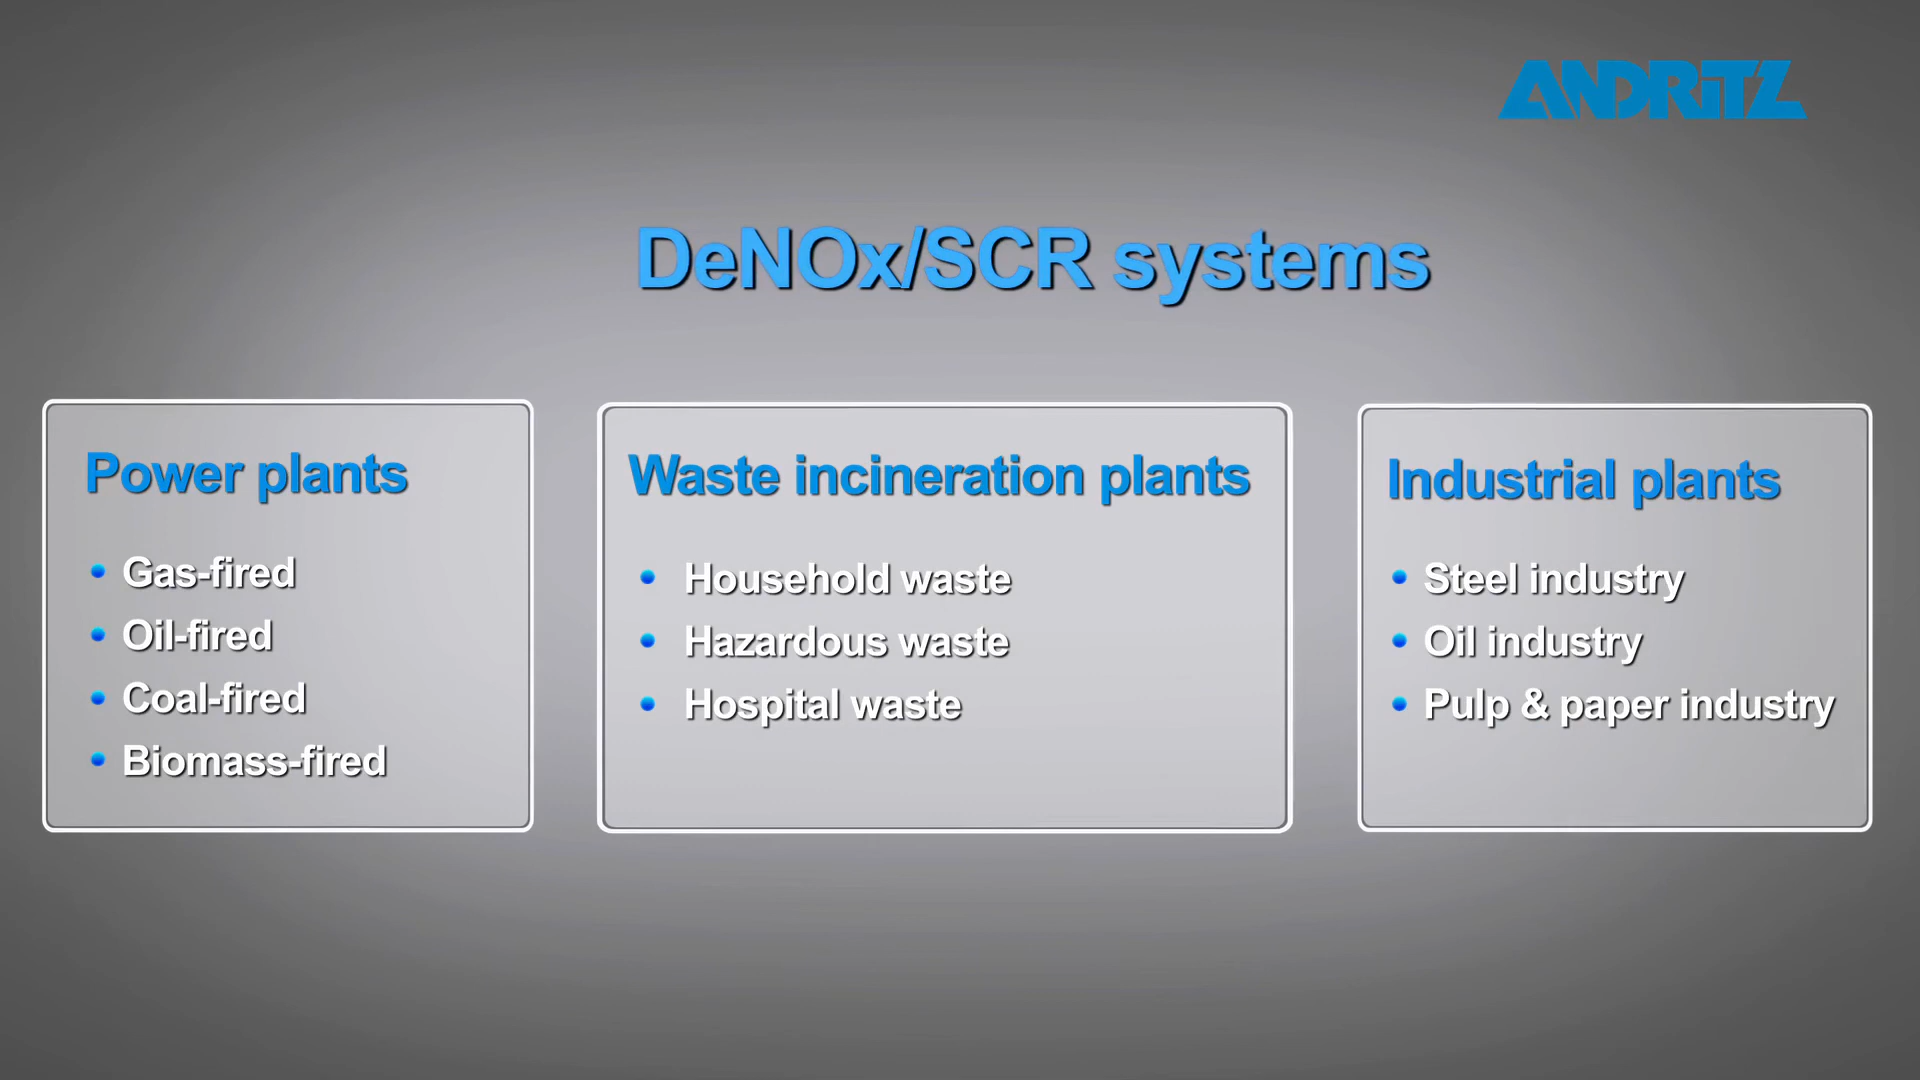 ANDRITZ
DeNOx/SCR systems
Power plants
• Gas-fired
• Oil-fired
• Coal-fired
• Biomass-fired
Waste incineration plants
• Household waste
• Hazardous waste
• Hospital waste
Industrial plants
• Steel industry
• Oil industry
• Pulp & paper industry